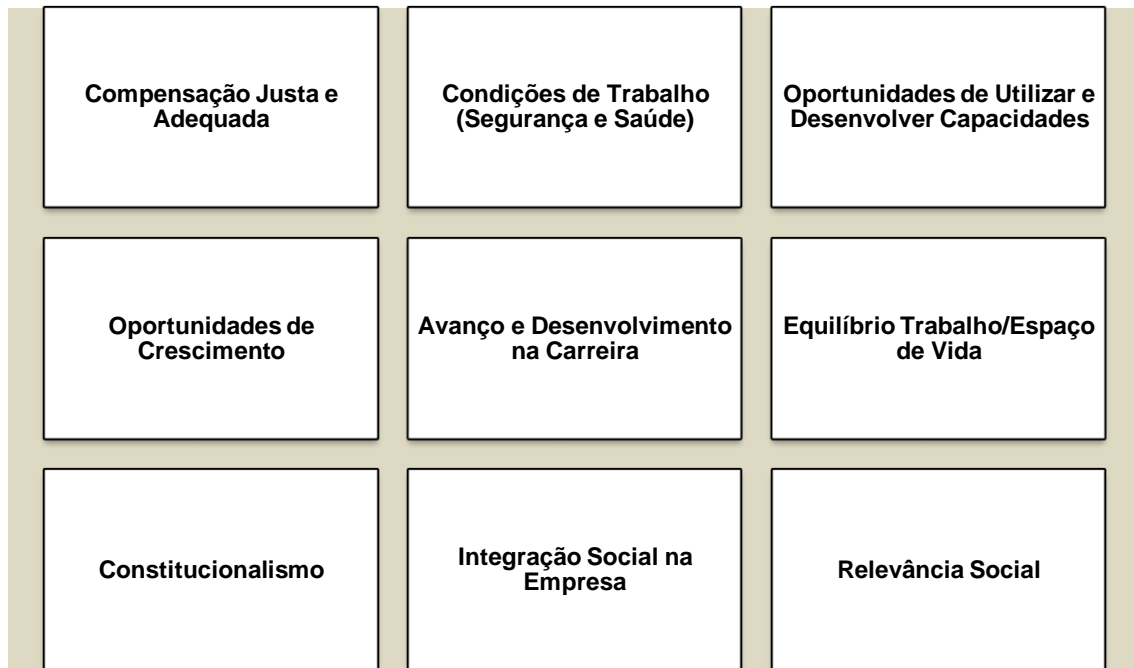 Compensação Justa e
Adequada
Condições de Trabalho
(Segurança e Saúde)
Oportunidades de Utilizar e
Desenvolver Capacidades
Oportunidades de
Crescimento
Avanço e Desenvolvimento
na Carreira
Equilíbrio Trabalho/Espaço
de Vida
Constitucionalismo
Integração Social na
Empresa
Relevância Social